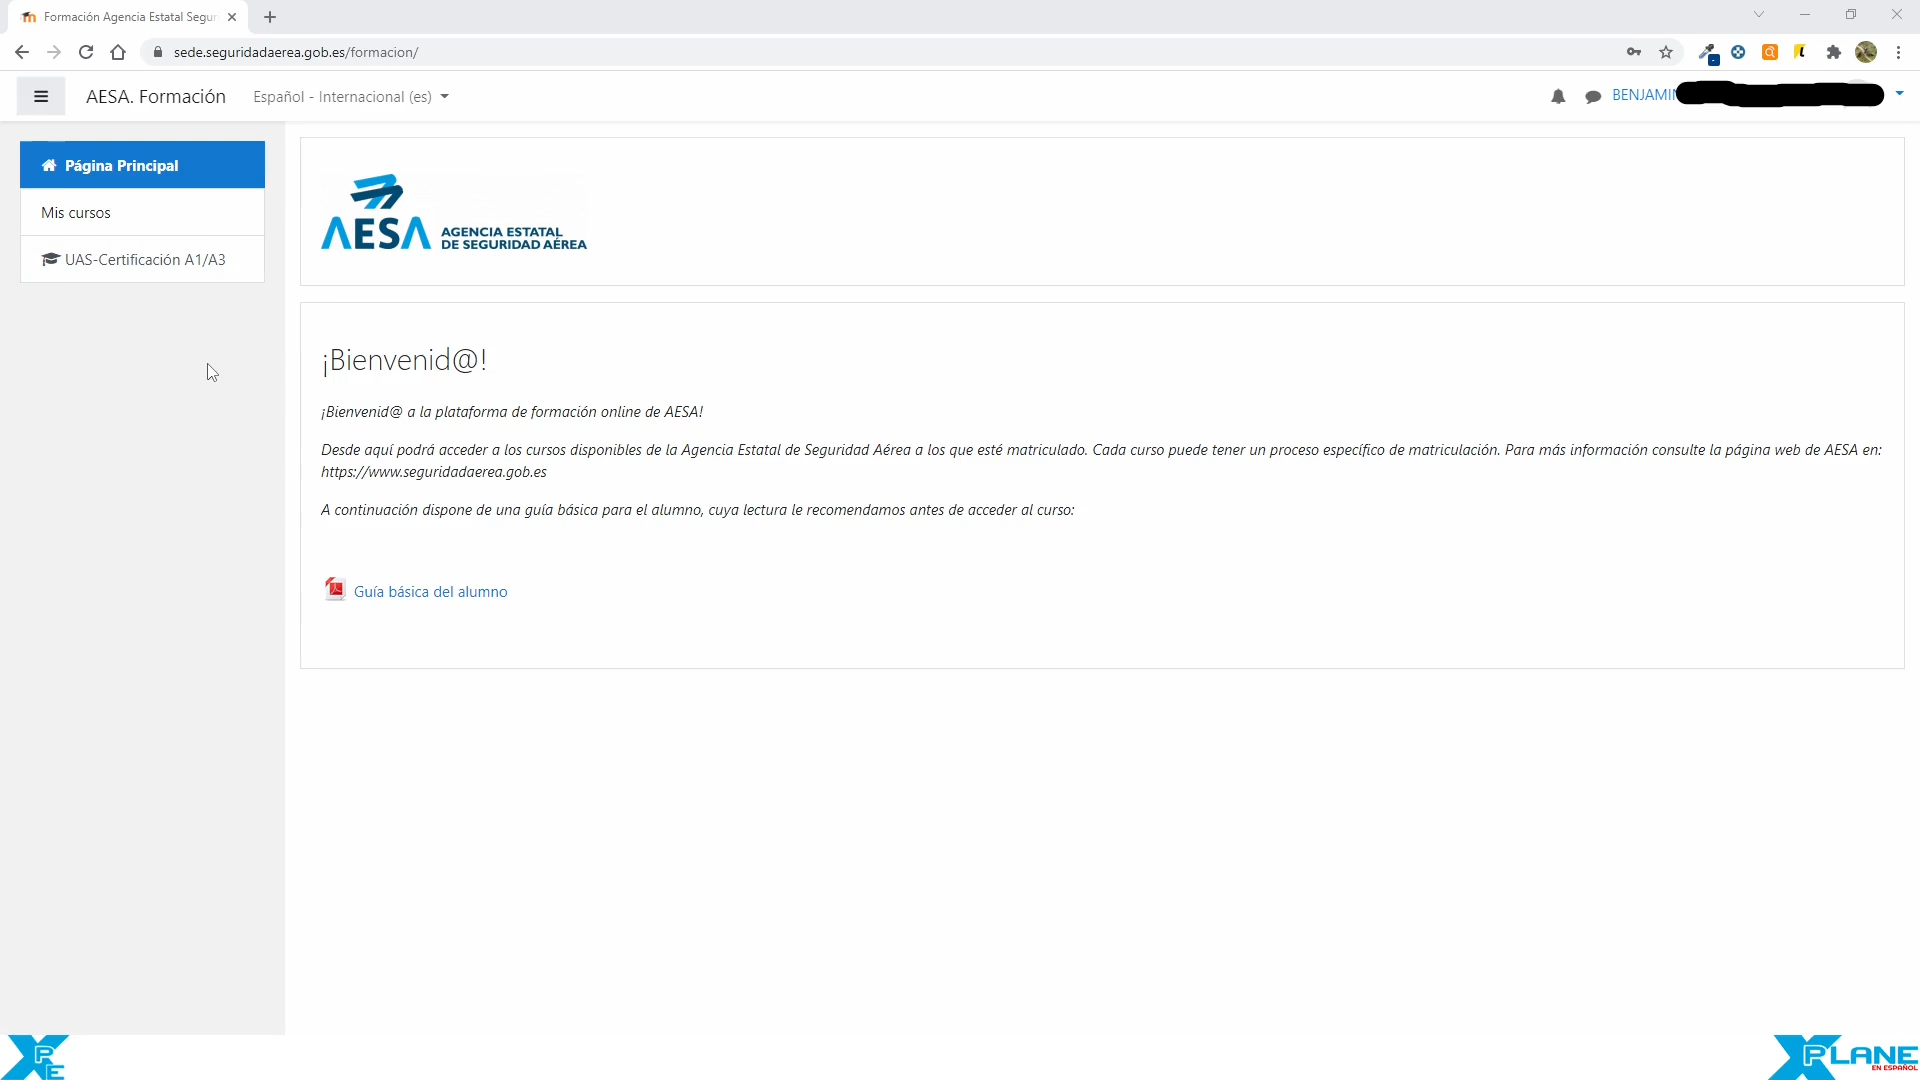 Formación Agencia Estatal Segur
sede.seguridadaerea.gob.es/formacion/
AESA. Formación
Español - Internacional (es)
BENJAMIN
Página Principal
Mis cursos
UAS-Certificación A1/A3
AESA AGENCIA ESTATAL
DE SEGURIDAD AÉREA
¡Bienvenid@!
¡Bienvenid@ a la plataforma de formación online de AESA!
Desde aquí podrá acceder a los cursos disponibles de la Agencia Estatal de Seguridad Aérea a los que esté matriculado. Cada curso puede tener un proceso específico de matriculación. Para más información consulte la página web de AESA en:
https://www.seguridadaerea.gob.es
A continuación dispone de una guía básica para el alumno, cuya lectura le recomendamos antes de acceder al curso:
Guía básica del alumno
XPE
XPLANE
EN ESPAÑOL